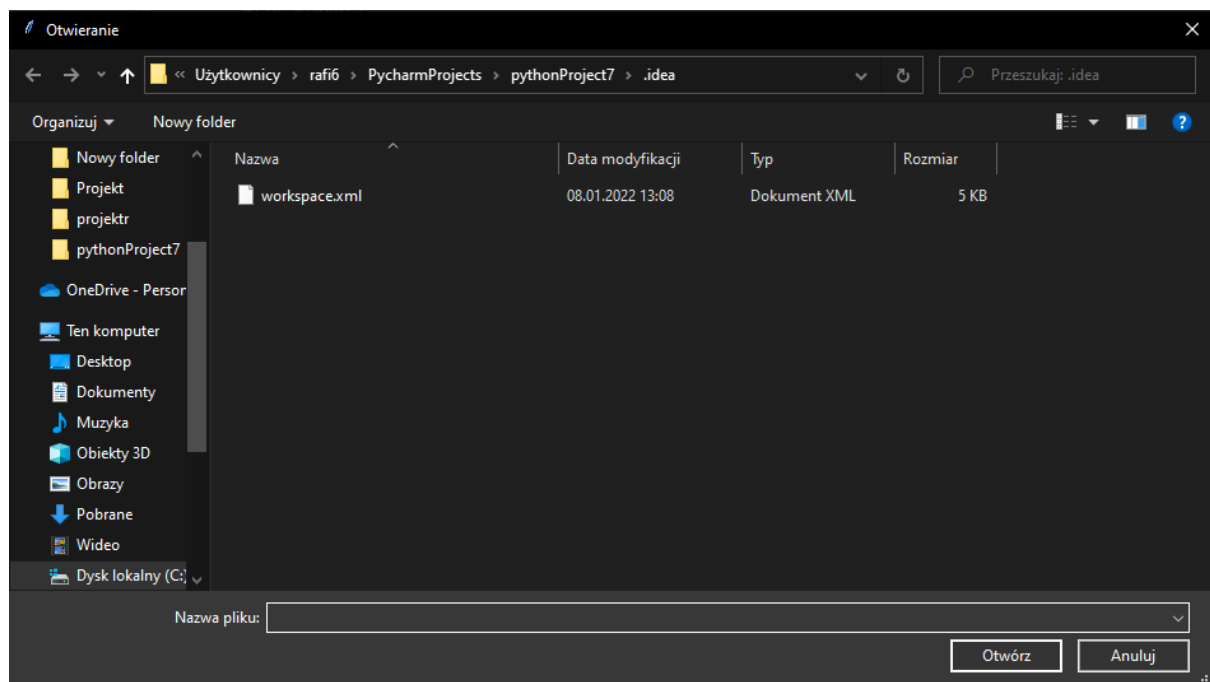 Otwieranie
« Użytkownicy › rafi6 › PycharmProjects › pythonProject7 › .idea
Przeszukaj: .idea
Organizuj Nowy folder
Nazwa Data modyfikacji Typ Rozmiar
workspace.xml 08.01.2022 13:08 Dokument XML 5 KB
Nowy folder
Projekt
projektr
pythonProject7
OneDrive - Person
Ten komputer
Desktop
Dokumenty
Muzyka
Obiekty 3D
Obrazy
Pobrane
Wideo
Dysk lokalny (C:)
Nazwa pliku:
Otwórz Anuluj